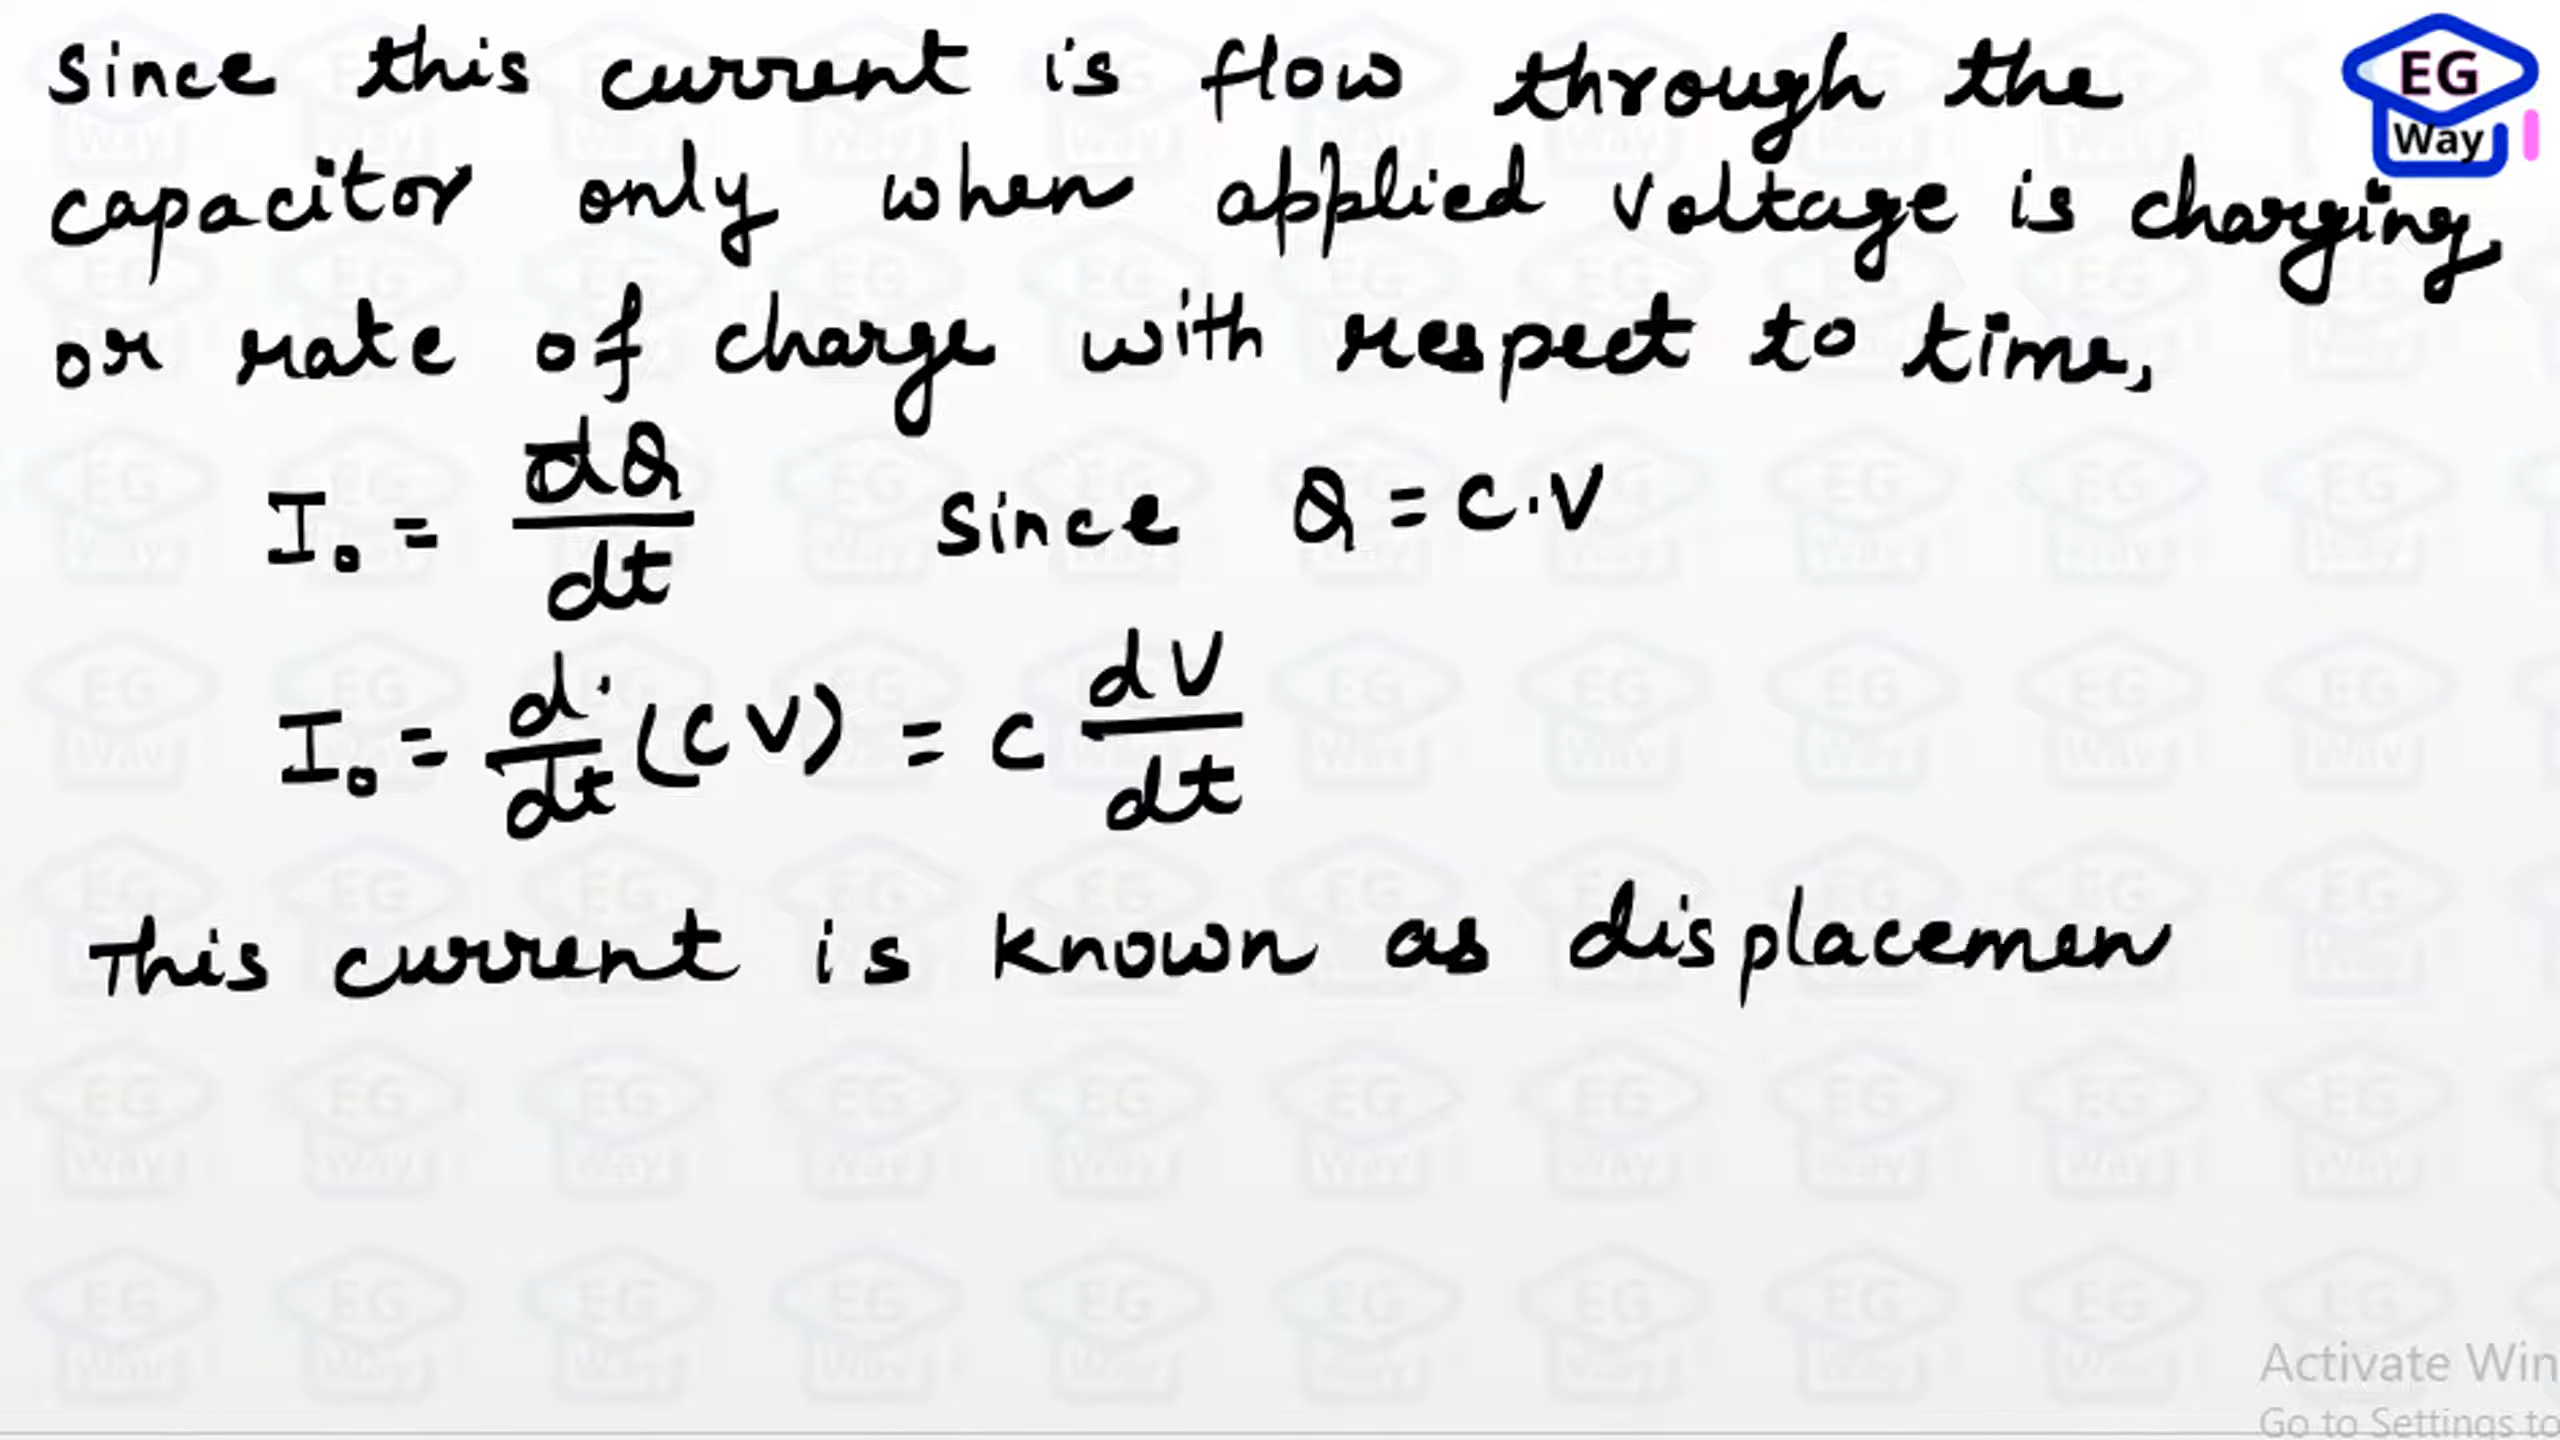 Since this current is flow through the
capacitor only when applied voltage is charging
or rate of charge with respect to time,
I₀ = dQ/dt since Q = C.V
I₀ = d/dt (CV) = C dV/dt
This current is known as displacemen
EG
Way
Activate Win
Go to Settings to